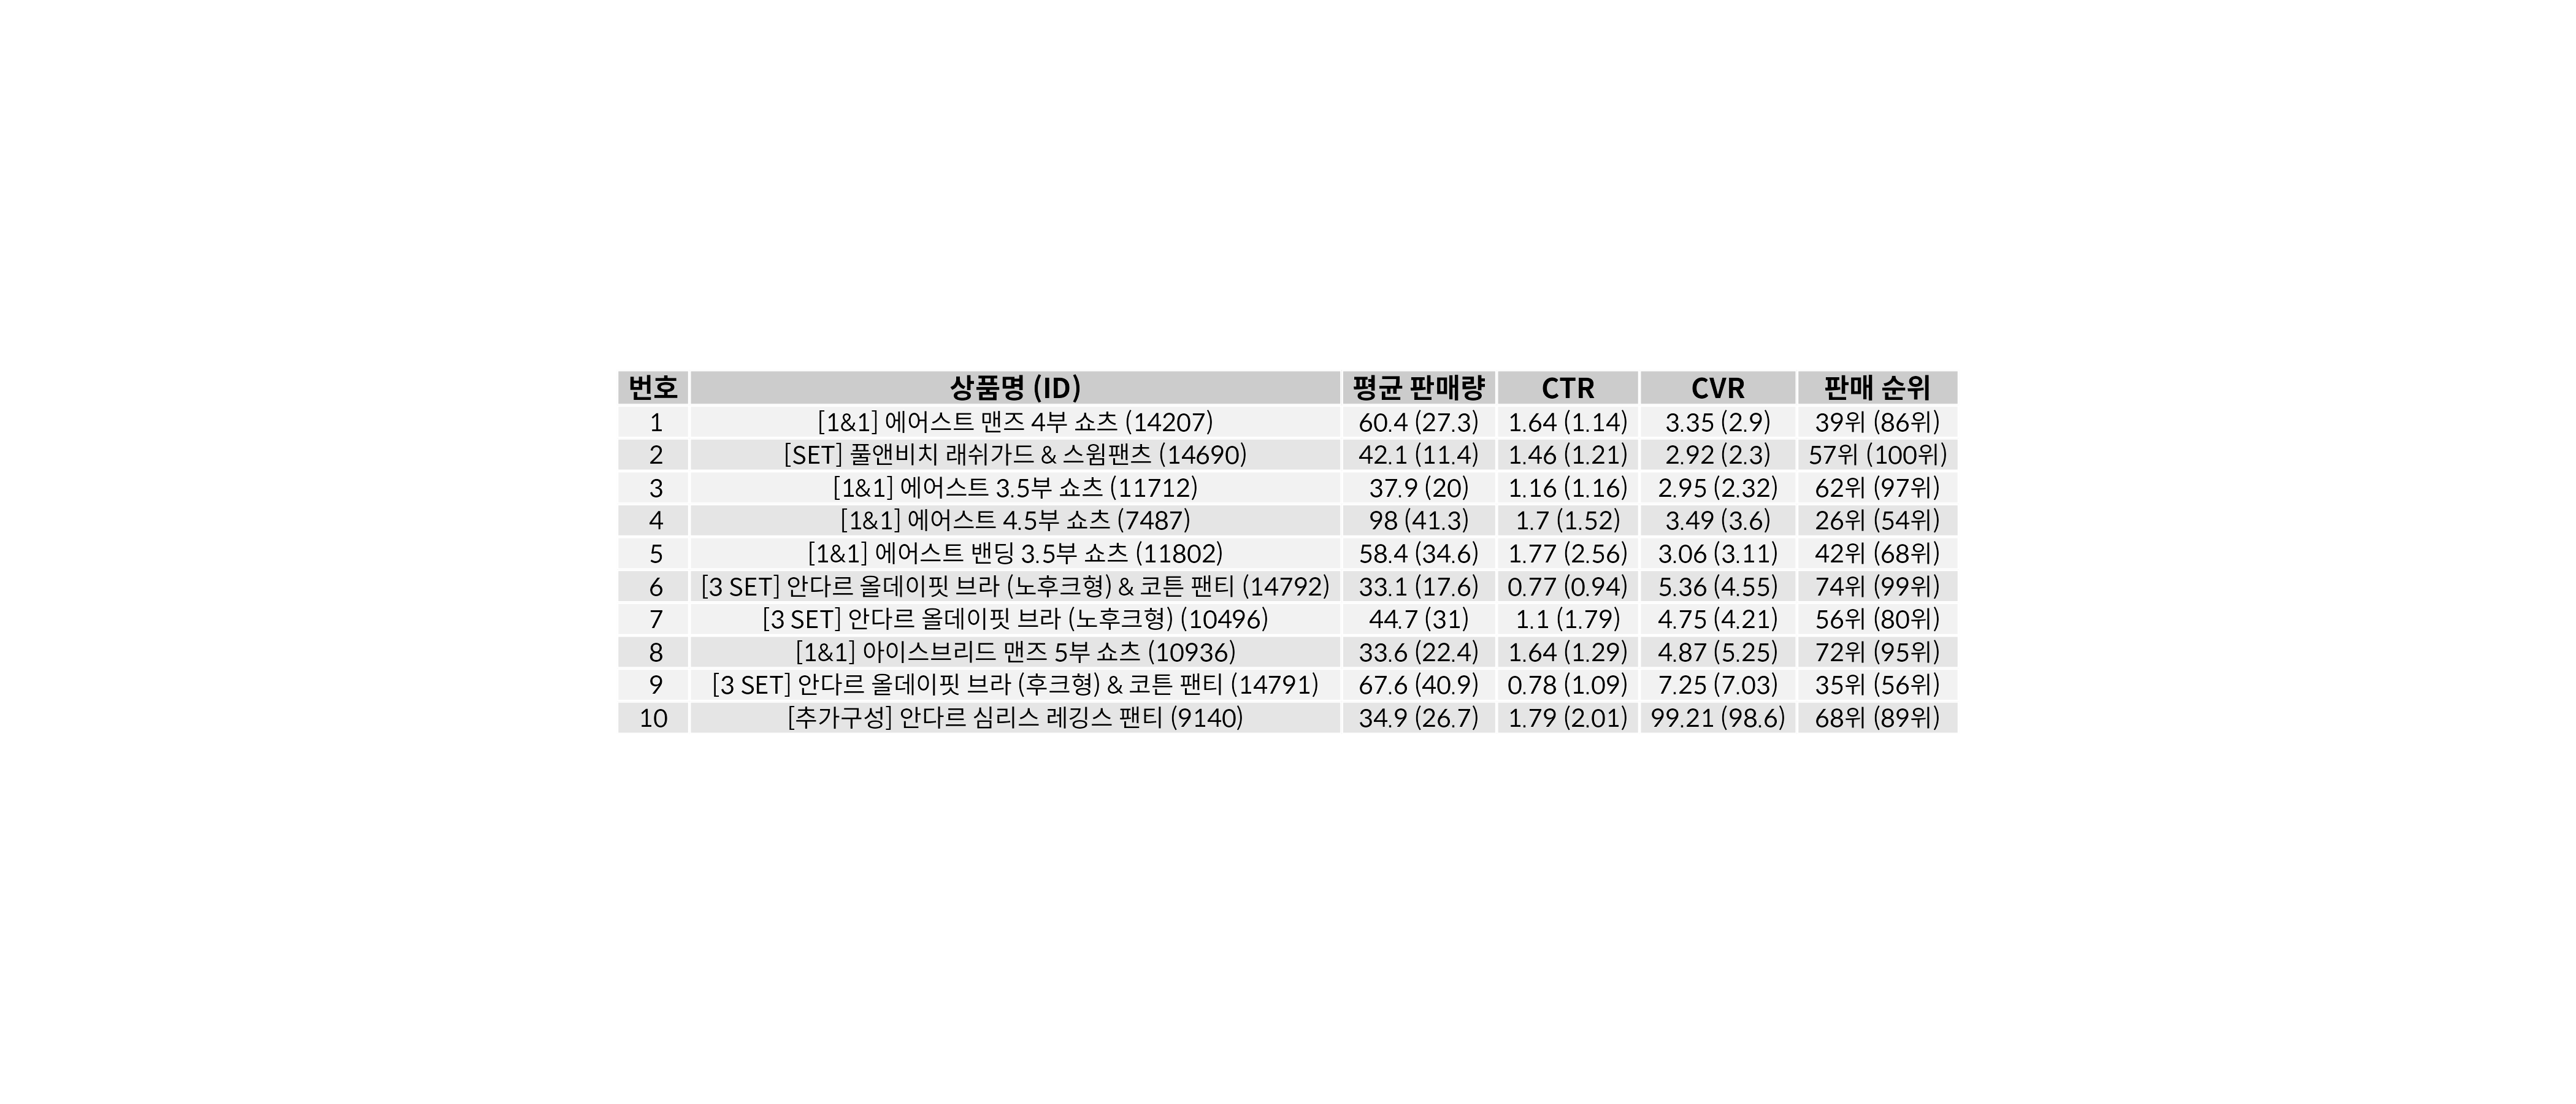 번호 상품명 (ID) 평균 판매량 CTR CVR 판매 순위
1 [1&1] 에어스트 맨즈 4부 쇼츠 (14207) 60.4 (27.3) 1.64 (1.14) 3.35 (2.9) 39위 (86위)
2 [SET] 풀앤비치 래쉬가드 & 스윔팬츠 (14690) 42.1 (11.4) 1.46 (1.21) 2.92 (2.3) 57위 (100위)
3 [1&1] 에어스트 3.5부 쇼츠 (11712) 37.9 (20) 1.16 (1.16) 2.95 (2.32) 62위 (97위)
4 [1&1] 에어스트 4.5부 쇼츠 (7487) 98 (41.3) 1.7 (1.52) 3.49 (3.6) 26위 (54위)
5 [1&1] 에어스트 밴딩 3.5부 쇼츠 (11802) 58.4 (34.6) 1.77 (2.56) 3.06 (3.11) 42위 (68위)
6 [3 SET] 안다르 올데이핏 브라 (노후크형) & 코튼 팬티 (14792) 33.1 (17.6) 0.77 (0.94) 5.36 (4.55) 74위 (99위)
7 [3 SET] 안다르 올데이핏 브라 (노후크형) (10496) 44.7 (31) 1.1 (1.79) 4.75 (4.21) 56위 (80위)
8 [1&1] 아이스브리드 맨즈 5부 쇼츠 (10936) 33.6 (22.4) 1.64 (1.29) 4.87 (5.25) 72위 (95위)
9 [3 SET] 안다르 올데이핏 브라 (후크형) & 코튼 팬티 (14791) 67.6 (40.9) 0.78 (1.09) 7.25 (7.03) 35위 (56위)
10 [추가구성] 안다르 심리스 레깅스 팬티 (9140) 34.9 (26.7) 1.79 (2.01) 99.21 (98.6) 68위 (89위)